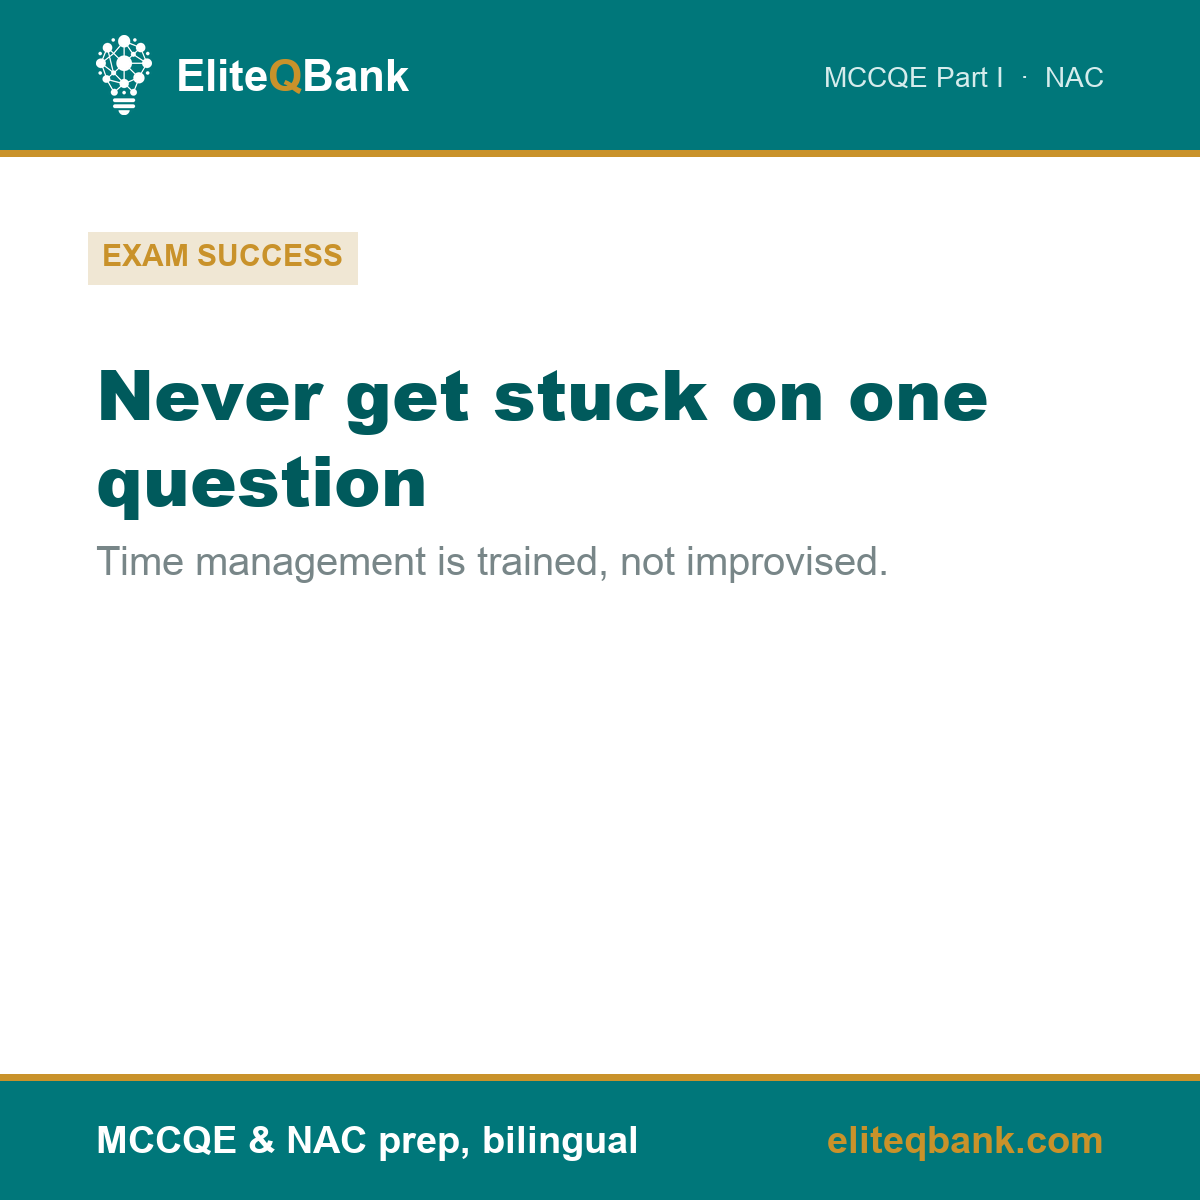 EliteQBank
MCCQE Part I · NAC
EXAM SUCCESS
Never get stuck on one
question
Time management is trained, not improvised.
MCCQE & NAC prep, bilingual
eliteqbank.com